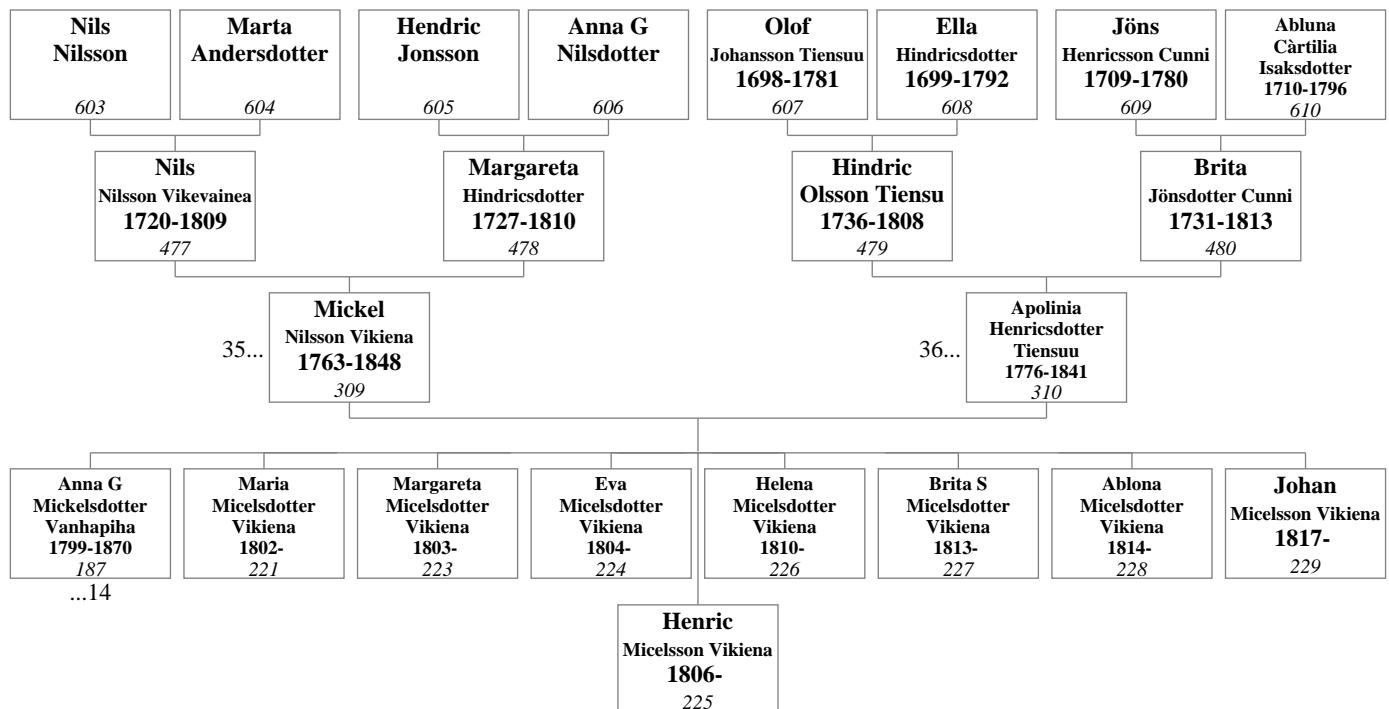 Nils
Nilsson
603
Marta
Andersdotter
604
Hendric
Jonsson
605
Anna G
Nilsdotter
606
Olof
Johansson Tiensuu
1698-1781
607
Ella
Hindricsdotter
1699-1792
608
Jöns
Henricsson Cunni
1709-1780
609
Abluna
Càrtilia
Isaksdotter
1710-1796
610
Nils
Nilsson Vikevainea
1720-1809
477
Margareta
Hindricsdotter
1727-1810
478
Hindric
Olsson Tiensu
1736-1808
479
Brita
Jönsdotter Cunni
1731-1813
480
35...
Mickel
Nilsson Vikiena
1763-1848
309
36...
Apolinia
Henricsdotter
Tiensuu
1776-1841
310
Anna G
Mickelsdotter
Vanhapiha
1799-1870
187
...14
Maria
Micelsdotter
Vikiena
1802-
221
Margareta
Micelsdotter
Vikiena
1803-
223
Eva
Micelsdotter
Vikiena
1804-
224
Helena
Micelsdotter
Vikiena
1810-
226
Brita S
Micelsdotter
Vikiena
1813-
227
Ablona
Micelsdotter
Vikiena
1814-
228
Johan
Micelsson Vikiena
1817-
229
Henric
Micelsson Vikiena
1806-
225